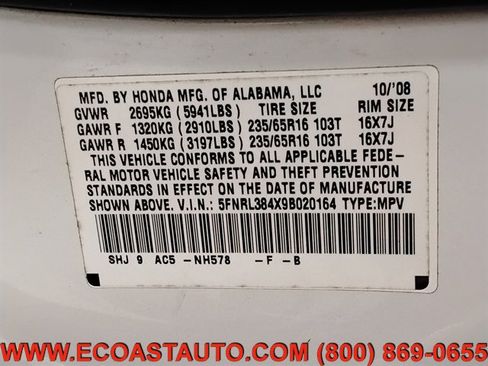 MFD. BY HONDA MFG. OF ALABAMA, LLC 10/'08
GVWR 2695KG (5941LBS) TIRE SIZE RIM SIZE
GAWR F 1320KG (2910LBS) 235/65R16 103T 16X7J
GAWR R 1450KG (3197LBS) 235/65R16 103T 16X7J
THIS VEHICLE CONFORMS TO ALL APPLICABLE FEDE-
RAL MOTOR VEHICLE SAFETY AND THEFT PREVENTION
STANDARDS IN EFFECT ON THE DATE OF MANUFACTURE
SHOWN ABOVE. V.I.N.: 5FNRL384X9B020164 TYPE:MPV
SHJ 9 AC5 -NH578 -F -B
WWW.ECOASTAUTO.COM (800) 869-0655